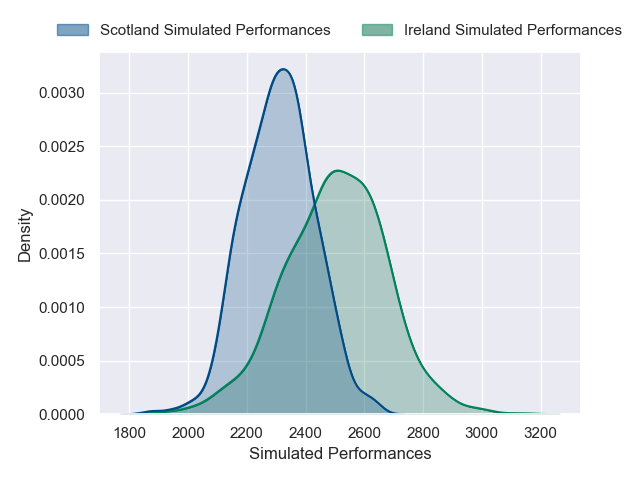 Scotland Simulated Performances
Ireland Simulated Performances
0.0030
0.0025
0.0020
0.0015
0.0010
0.0005
0.0000
Density
1800 2000 2200 2400 2600 2800 3000 3200
Simulated Performances